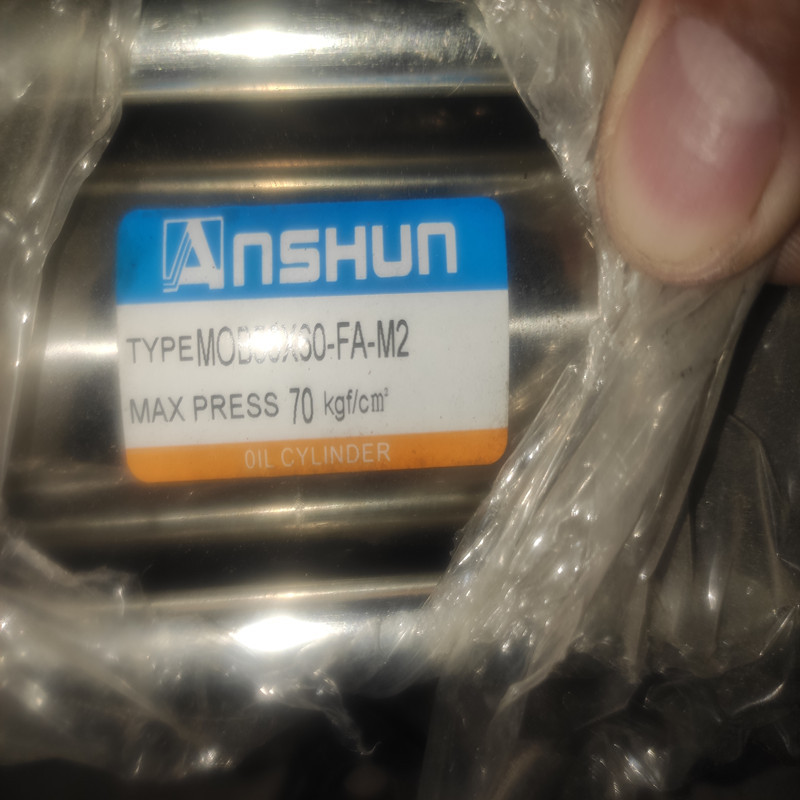 ANSHUN
TYPE
MAX PRESS 70 kgf/cm²
OIL CYLINDER